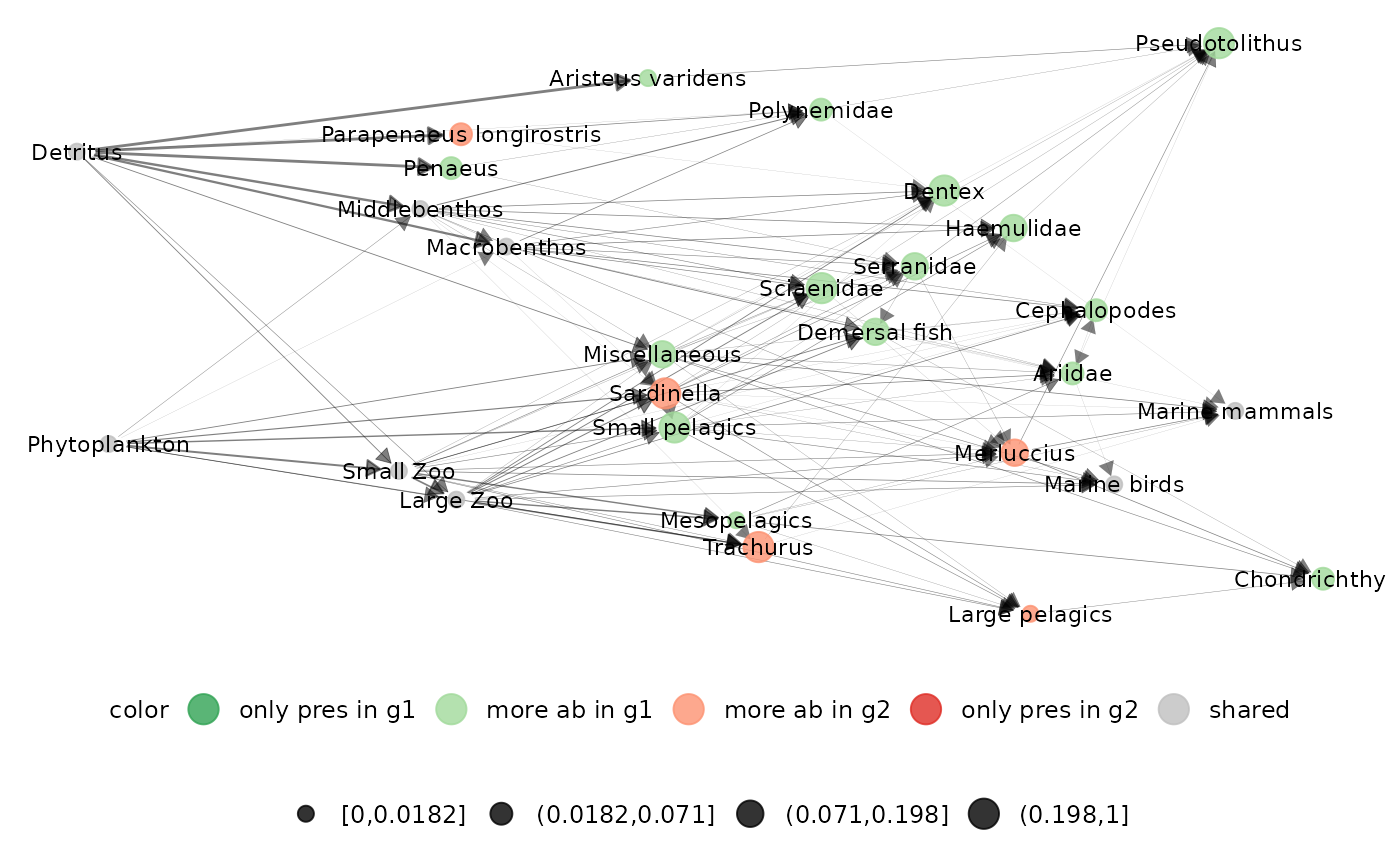 Pseudotolithus
Aristeus varidens
Polynemidae
Parapenaeus longirostris
Detritus
Penaeus
Dentex
Middlebenthos
Haemulidae
Macrobenthos
Serranidae
Sciaenidae
Cephalopodes
Demersal fish
Miscellaneous
Ariidae
Sardinella
Marine mammals
Small pelagics
Phytoplankton
Merluccius
Small Zoo
Marine birds
Large Zoo
Mesopelagics
Trachurus
Chondrichthy
Large pelagics
color only pres in g1 more ab in g1 more ab in g2 only pres in g2 shared
[0,0.0182] (0.0182,0.071] (0.071,0.198] (0.198,1]